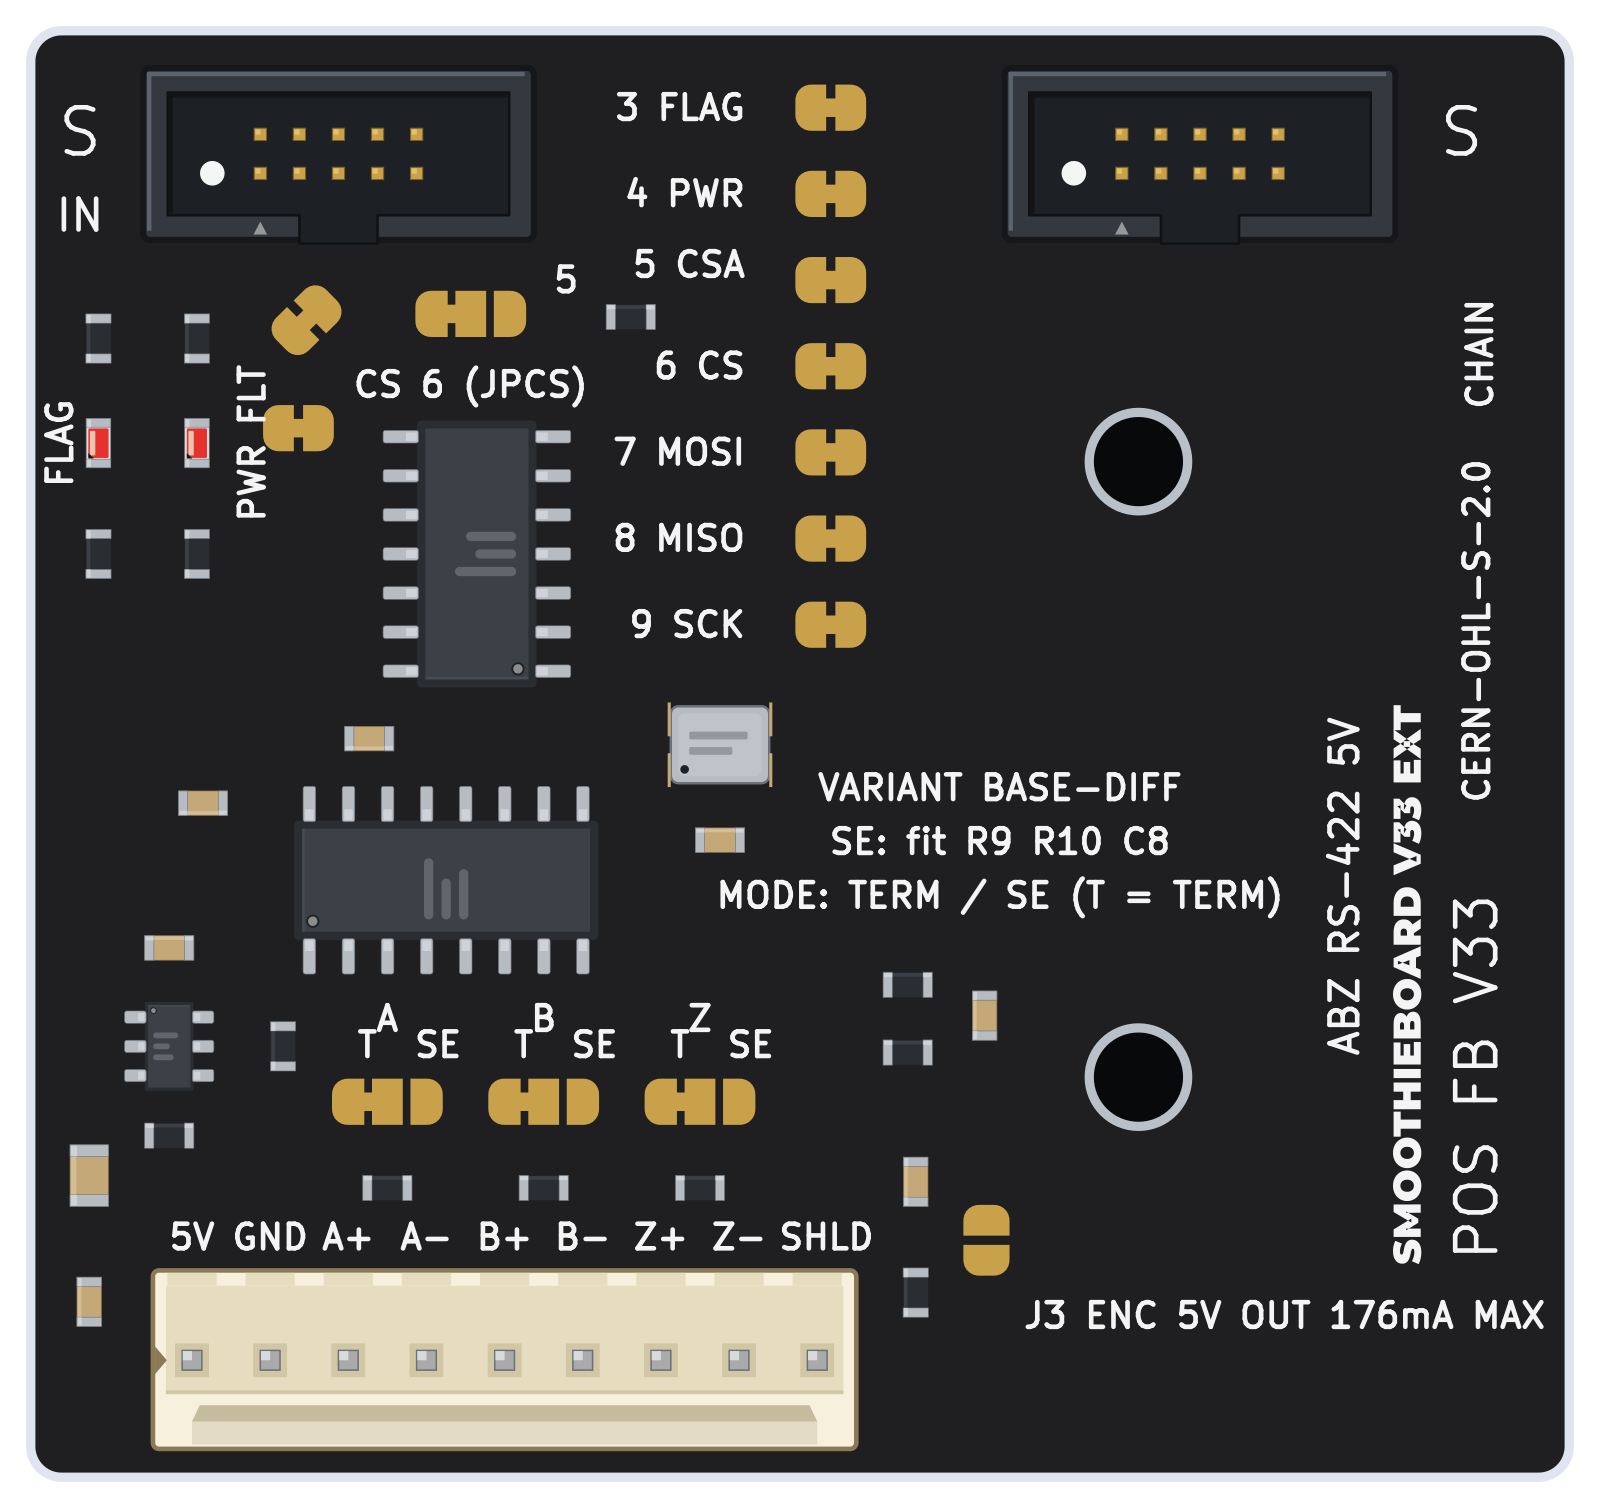 S
IN
S
3 FLAG
4 PWR
5 CSA
6 CS
7 MOSI
8 MISO
9 SCK
5
CS 6 (JPCS)
FLAG
PWR FLT
CHAIN
CERN-OHL-S-2.0
VARIANT BASE-DIFF
SE: fit R9 R10 C8
MODE: TERM / SE (T = TERM)
ABZ RS-422 5V
SMOOTHIEBOARD V33 EXT
POS FB V33
A
T SE
B
T SE
Z
T SE
5V GND A+ A- B+ B- Z+ Z- SHLD
J3 ENC 5V OUT 176mA MAX